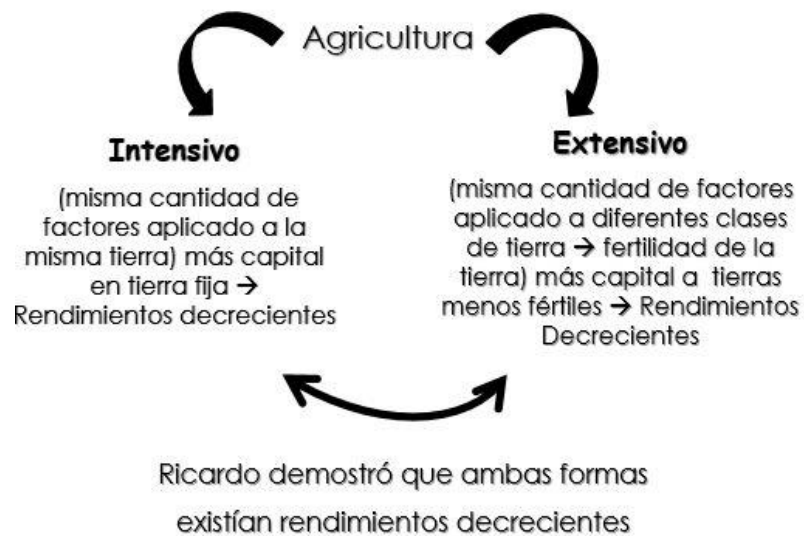 Agricultura
Intensivo
(misma cantidad de
factores aplicado a la
misma tierra) más capital
en tierra fija →
Rendimientos decrecientes
Extensivo
(misma cantidad de factores
aplicado a diferentes clases
de tierra → fertilidad de la
tierra) más capital a tierras
menos fértiles → Rendimientos
Decrecientes
Ricardo demostró que ambas formas
existían rendimientos decrecientes